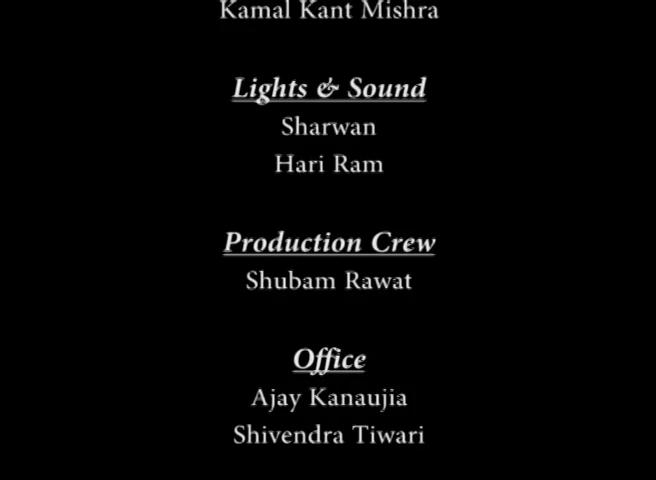 Kamal Kant Mishra
Lights & Sound
Sharwan
Hari Ram
Production Crew
Shubam Rawat
Office
Ajay Kanaujia
Shivendra Tiwari